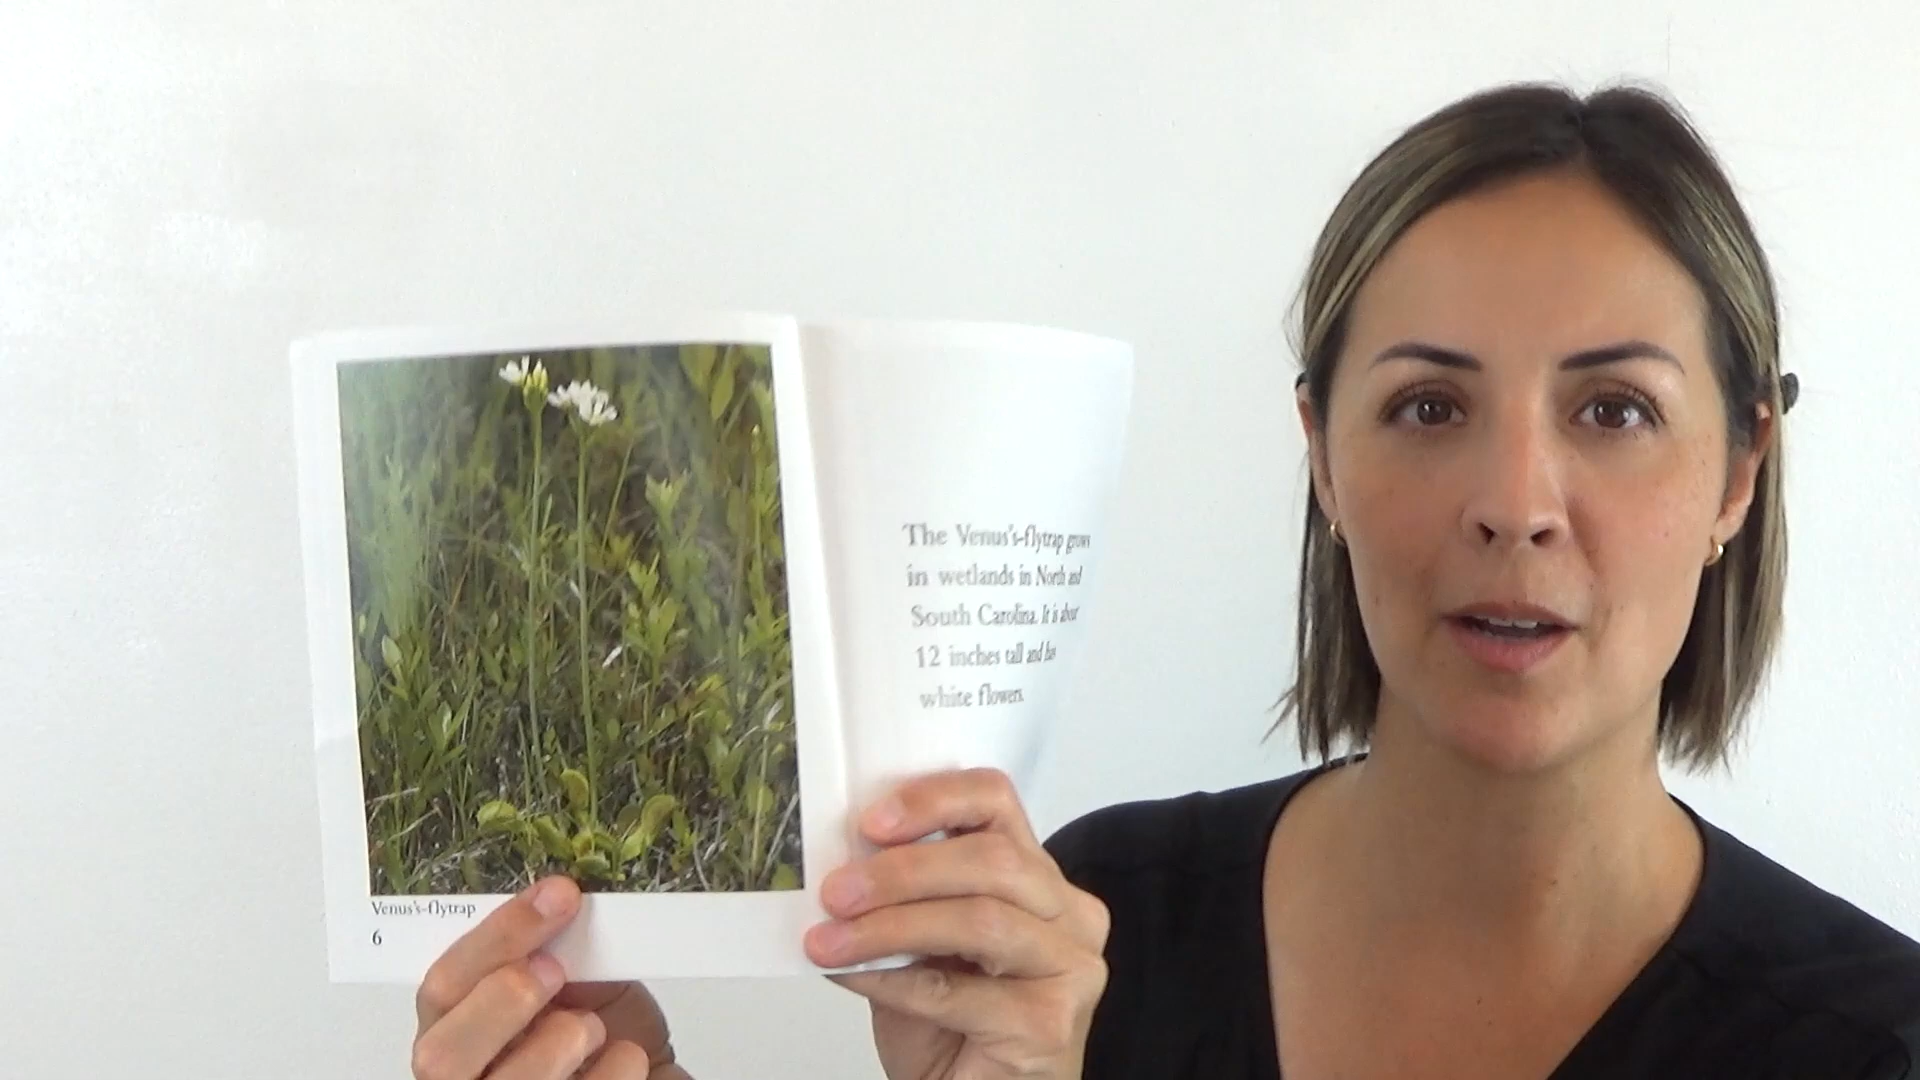 Venus's-flytrap
6
The Venus's-flytrap grows
in wetlands in North and
South Carolina. It is about
12 inches tall and has
white flowers.